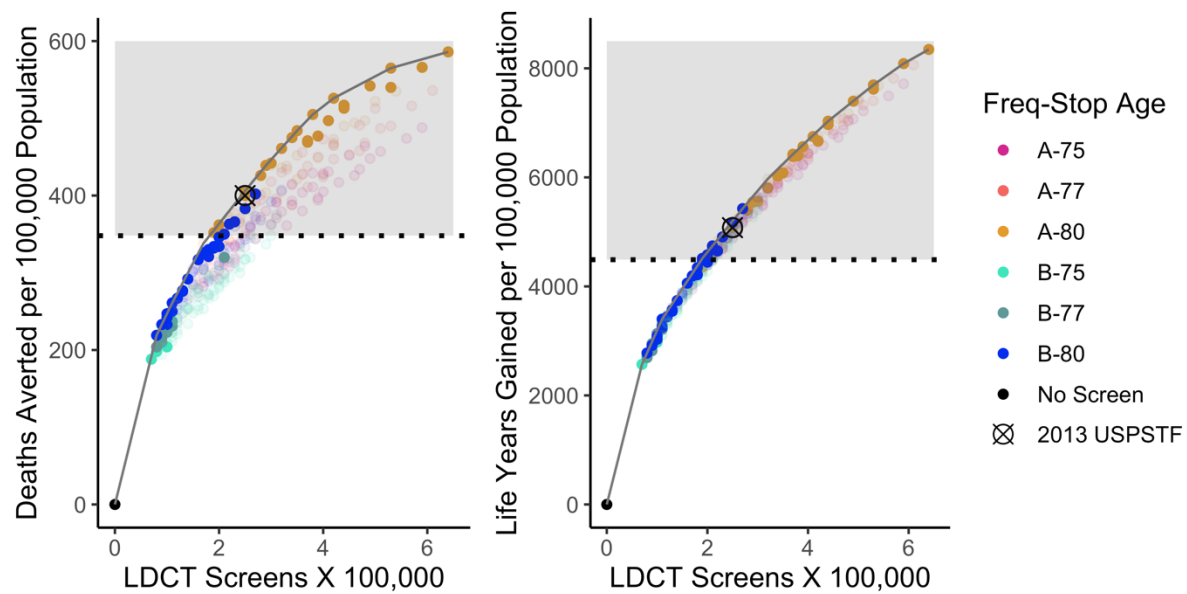 Deaths Averted per 100,000 Population
600
400
200
0
0 2 4 6
LDCT Screens X 100,000
Life Years Gained per 100,000 Population
8000
6000
4000
2000
0
0 2 4 6
LDCT Screens X 100,000
Freq-Stop Age
A-75
A-77
A-80
B-75
B-77
B-80
No Screen
2013 USPSTF